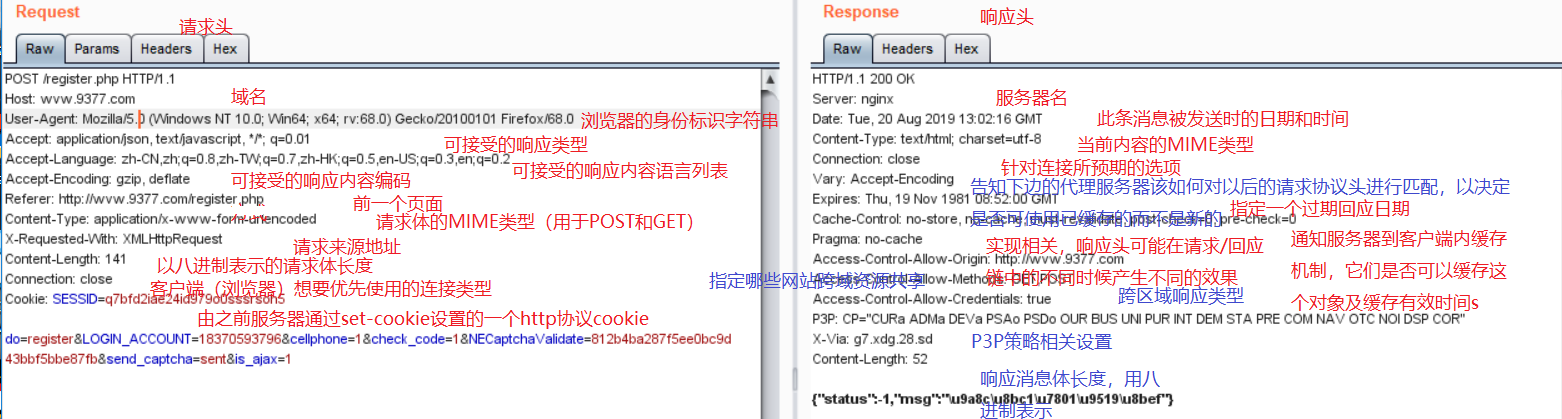 Request
请求头
Raw Params Headers Hex
POST /register.php HTTP/1.1
Host: www.9377.com 域名
User-Agent: Mozilla/5.0 (Windows NT 10.0; Win64; x64; rv:68.0) Gecko/20100101 Firefox/68.0 浏览器的身份标识字符串
Accept: application/json, text/javascript, */*; q=0.01 可接受的响应类型
Accept-Language: zh-CN,zh;q=0.8,zh-TW;q=0.7,zh-HK;q=0.5,en-US;q=0.3,en;q=0.2 可接受的响应内容语言列表
Accept-Encoding: gzip, deflate 可接受的响应内容编码
Referer: http://www.9377.com/register.php 前一个页面
Content-Type: application/x-www-form-urlencoded 请求体的MIME类型（用于POST和GET）
X-Requested-With: XMLHttpRequest 请求来源地址
Content-Length: 141 以八进制表示的请求体长度
Connection: close 客户端（浏览器）想要优先使用的连接类型
Cookie: SESSID=
由之前服务器通过set-cookie设置的一个http协议cookie
do=register&LOGIN_ACCOUNT=18370593796&cellphone=1&check_code=1&NECaptchaValidate=812b4ba287f5ee0bc9d
43bbf5bbe87fb&send_captcha=sent&is_ajax=1
Response
响应头
Raw Headers Hex
HTTP/1.1 200 OK
Server: nginx 服务器名
Date: Tue, 20 Aug 2019 13:02:16 GMT 此条消息被发送时的日期和时间
Content-Type: text/html; charset=utf-8 当前内容的MIME类型
Connection: close 针对连接所预期的选项
Vary: Accept-Encoding 告知下边的代理服务器该如何对以后的请求协议头进行匹配，以决定
是否可使用已缓存的而不是新的
Expires: Thu, 19 Nov 1981 08:52:00 GMT 指定一个过期回应日期
Cache-Control: no-store, no-cache, must-revalidate, post-check=0, pre-check=0
Pragma: no-cache 实现相关，响应头可能在请求/回应
链中的不同时候产生不同的效果
通知服务器到客户端内缓存
机制，它们是否可以缓存这
个对象及缓存有效时间s
Access-Control-Allow-Origin: http://www.9377.com
指定哪些网站跨域资源共享
Access-Control-Allow-Methods: GET,POST
Access-Control-Allow-Credentials: true 跨区域响应类型
P3P: CP="CURa ADMa DEVa PSAo PSDo OUR BUS UNI PUR INT DEM STA PRE COM NAV OTC NOI DSP COR"
X-Via: g7.xdg.28.sd P3P策略相关设置
Content-Length: 52
响应消息体长度，用八
进制表示
{"status":-1,"msg":"\u9a8c\u8bc1\u7801\u9519\u8bef"}